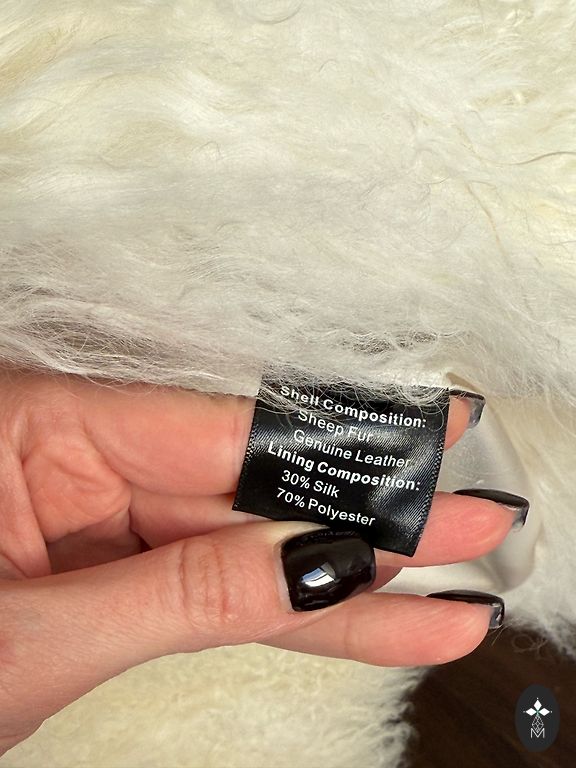 Shell Composition:
Sheep Fur
Genuine Leather
Lining Composition:
30% Silk
70% Polyester
M